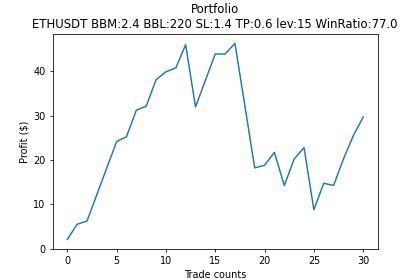 Portfolio
ETHUSDT BBM:2.4 BBL:220 SL:1.4 TP:0.6 lev:15 WinRatio:77.0
Profit ($)
40
30
20
10
0
0 5 10 15 20 25 30
Trade counts